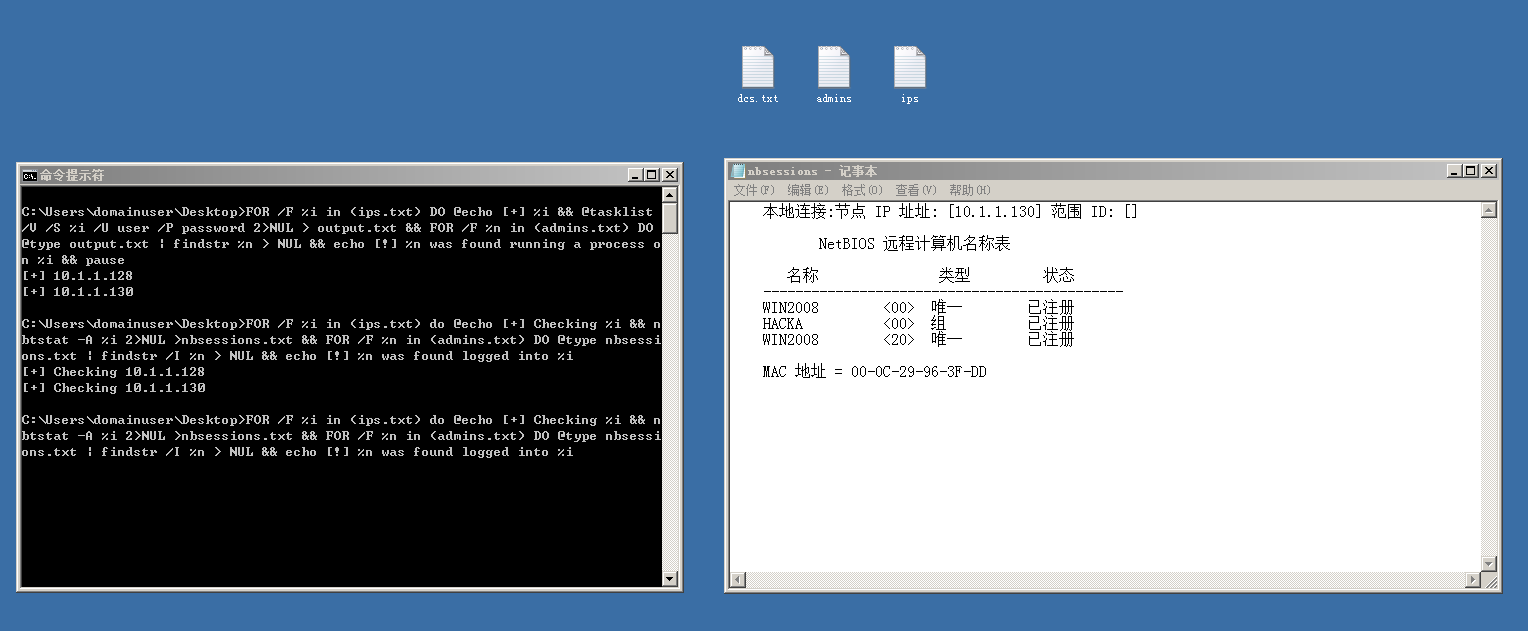 dcs.txt admins ips
命令提示符
C:\Users\domainuser\Desktop>FOR /F %i in (ips.txt) DO @echo [+] %i && @tasklist
/V /S %i /U user /P password 2>NUL > output.txt && FOR /F %n in (admins.txt) DO
@type output.txt | findstr %n > NUL && echo [!] %n was found running a process o
n %i && pause
[+] 10.1.1.128
[+] 10.1.1.130
C:\Users\domainuser\Desktop>FOR /F %i in (ips.txt) do @echo [+] Checking %i && n
btstat -A %i 2>NUL >nbsessions.txt && FOR /F %n in (admins.txt) DO @type nbsessi
ons.txt | findstr /I %n > NUL && echo [!] %n was found logged into %i
[+] Checking 10.1.1.128
[+] Checking 10.1.1.130
C:\Users\domainuser\Desktop>FOR /F %i in (ips.txt) do @echo [+] Checking %i && n
btstat -A %i 2>NUL >nbsessions.txt && FOR /F %n in (admins.txt) DO @type nbsessi
ons.txt | findstr /I %n > NUL && echo [!] %n was found logged into %i
nbsessions - 记事本
文件(F) 编辑(E) 格式(O) 查看(V) 帮助(H)
本地连接:节点 IP 址址: [10.1.1.130] 范围 ID: []
NetBIOS 远程计算机名称表
名称 类型 状态
---------------------------------------------
WIN2008 <00> 唯一 已注册
HACKA <00> 组 已注册
WIN2008 <20> 唯一 已注册
MAC 地址 = 00-0C-29-96-3F-DD